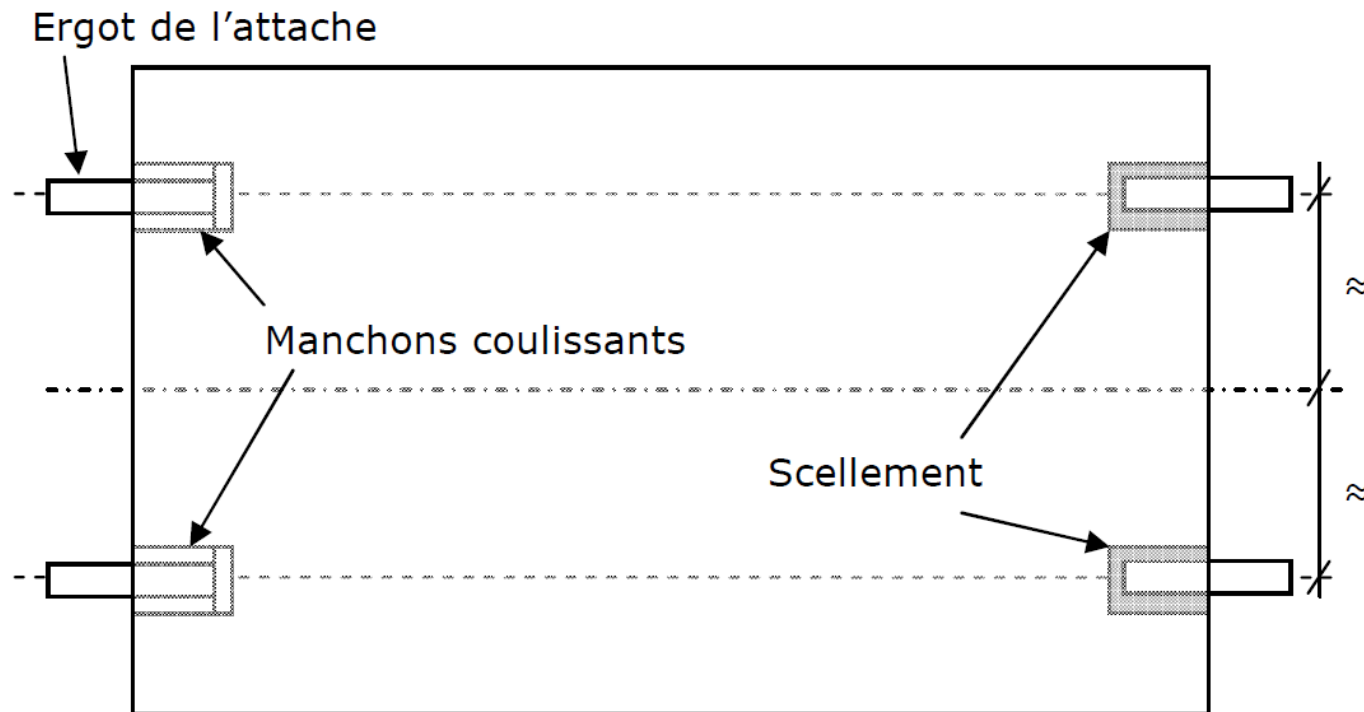 Ergot de l’attache
≈
Manchons coulissants
Scellement
≈